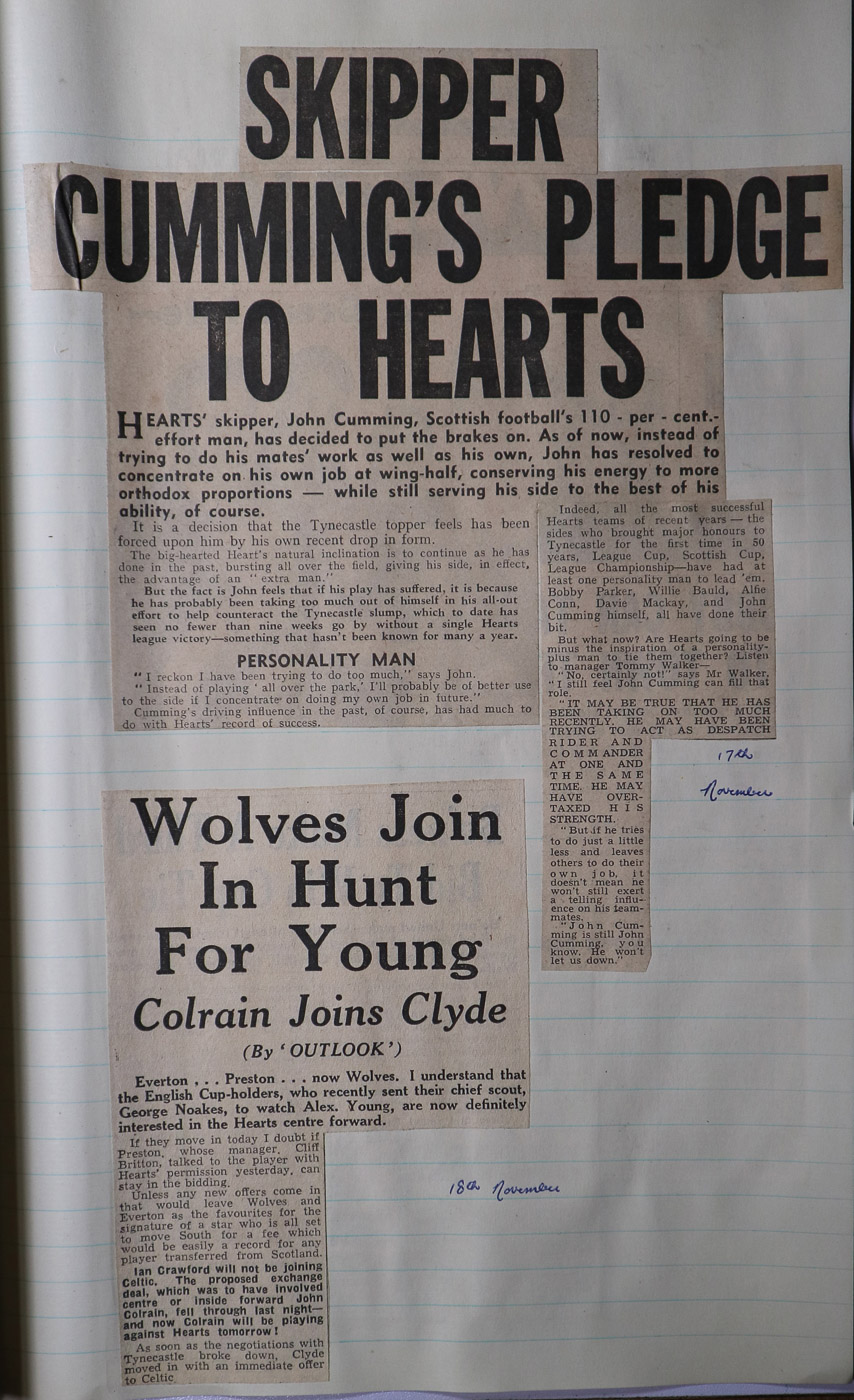 SKIPPER
CUMMING'S PLEDGE
TO HEARTS
HEARTS' skipper, John Cumming, Scottish football's 110 - per - cent.-
effort man, has decided to put the brakes on. As of now, instead of
trying to do his mates' work as well as his own, John has resolved to
concentrate on his own job at wing-half, conserving his energy to more
orthodox proportions — while still serving his side to the best of his
ability, of course.
It is a decision that the Tynecastle topper feels has been
forced upon him by his own recent drop in form.
The big-hearted Heart's natural inclination is to continue as he has
done in the past, bursting all over the field, giving his side, in effect,
the advantage of an "extra man."
But the fact is John feels that if his play has suffered, it is because
he has probably been taking too much out of himself in his all-out
effort to help counteract the Tynecastle slump, which to date has
seen no fewer than nine weeks go by without a single Hearts
league victory—something that hasn't been known for many a year.
PERSONALITY MAN
"I reckon I have been trying to do too much," says John.
"Instead of playing 'all over the park,' I'll probably be of better use
to the side if I concentrate on doing my own job in future."
Cumming's driving influence in the past, of course, has had much to
do with Hearts' record of success.
Indeed, all the most successful
Hearts teams of recent years — the
sides who brought major honours to
Tynecastle for the first time in 50
years, League Cup, Scottish Cup,
League Championship—have had at
least one personality man to lead 'em.
Bobby Parker, Willie Bauld, Alfie
Conn, Davie Mackay, and John
Cumming himself, all have done their
bit.
But what now? Are Hearts going to be
minus the inspiration of a personality-
plus man to tie them together? Listen
to manager Tommy Walker—
"No, certainly not!" says Mr Walker,
"I still feel John Cumming can fill that
role.
"IT MAY BE TRUE THAT HE HAS
BEEN TAKING ON TOO MUCH
RECENTLY. HE MAY HAVE BEEN
TRYING TO ACT AS DESPATCH
RIDER AND
COMMANDER
AT ONE AND
THE SAME
TIME. HE MAY
HAVE OVER-
TAXED HIS
STRENGTH.
"But if he tries
to do just a little
less and leaves
others to do their
own job, it
doesn't mean he
won't still exert
a telling influ-
ence on his team-
mates.
"John Cum-
ming is still John
Cumming, you
know. He won't
let us down."
17th
November
Wolves Join
In Hunt
For Young
Colrain Joins Clyde
(By 'OUTLOOK')
Everton . . . Preston . . . now Wolves. I understand that
the English Cup-holders, who recently sent their chief scout,
George Noakes, to watch Alex. Young, are now definitely
interested in the Hearts centre forward.
If they move in today I doubt if
Preston, whose manager, Cliff
Britton, talked to the player with
Hearts' permission yesterday, can
stay in the bidding.
Unless any new offers come in
that would leave Wolves and
Everton as the favourites for the
signature of a star who is all set
to move South for a fee which
would be easily a record for any
player transferred from Scotland.
Ian Crawford will not be joining
Celtic. The proposed exchange
deal, which was to have involved
centre or inside forward John
Colrain, fell through last night—
and now Colrain will be playing
against Hearts tomorrow!
As soon as the negotiations with
Tynecastle broke down, Clyde
moved in with an immediate offer
to Celtic
18th November